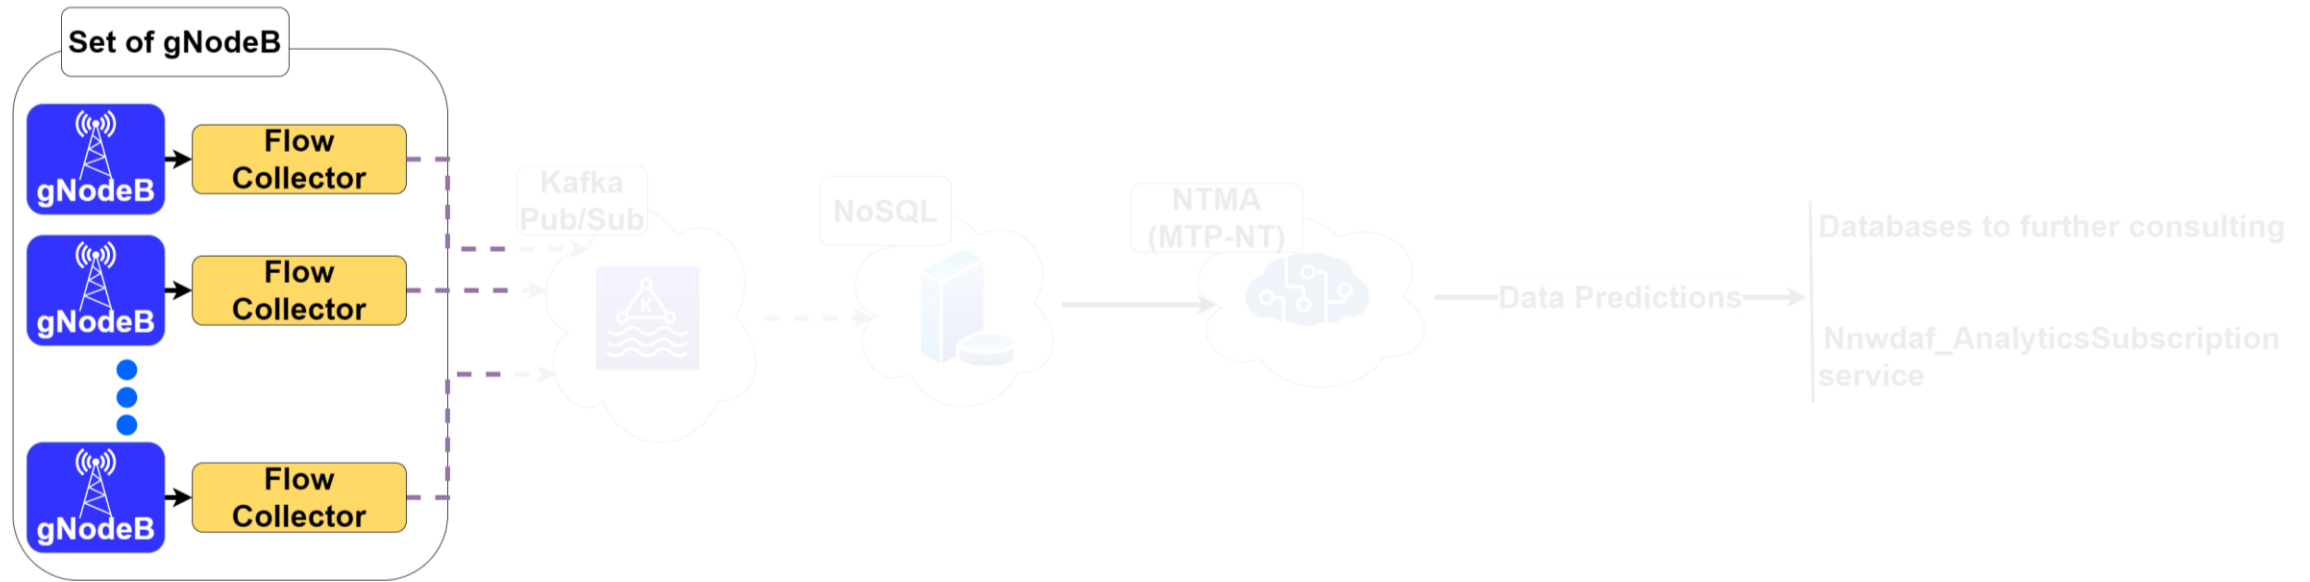 Set of gNodeB
gNodeB
Flow
Collector
gNodeB
Flow
Collector
gNodeB
Flow
Collector
Kafka
Pub/Sub
K
NoSQL
NTMA
(MTP-NT)
Data Predictions
Databases to further consulting
Nnwdaf_AnalyticsSubscription
service